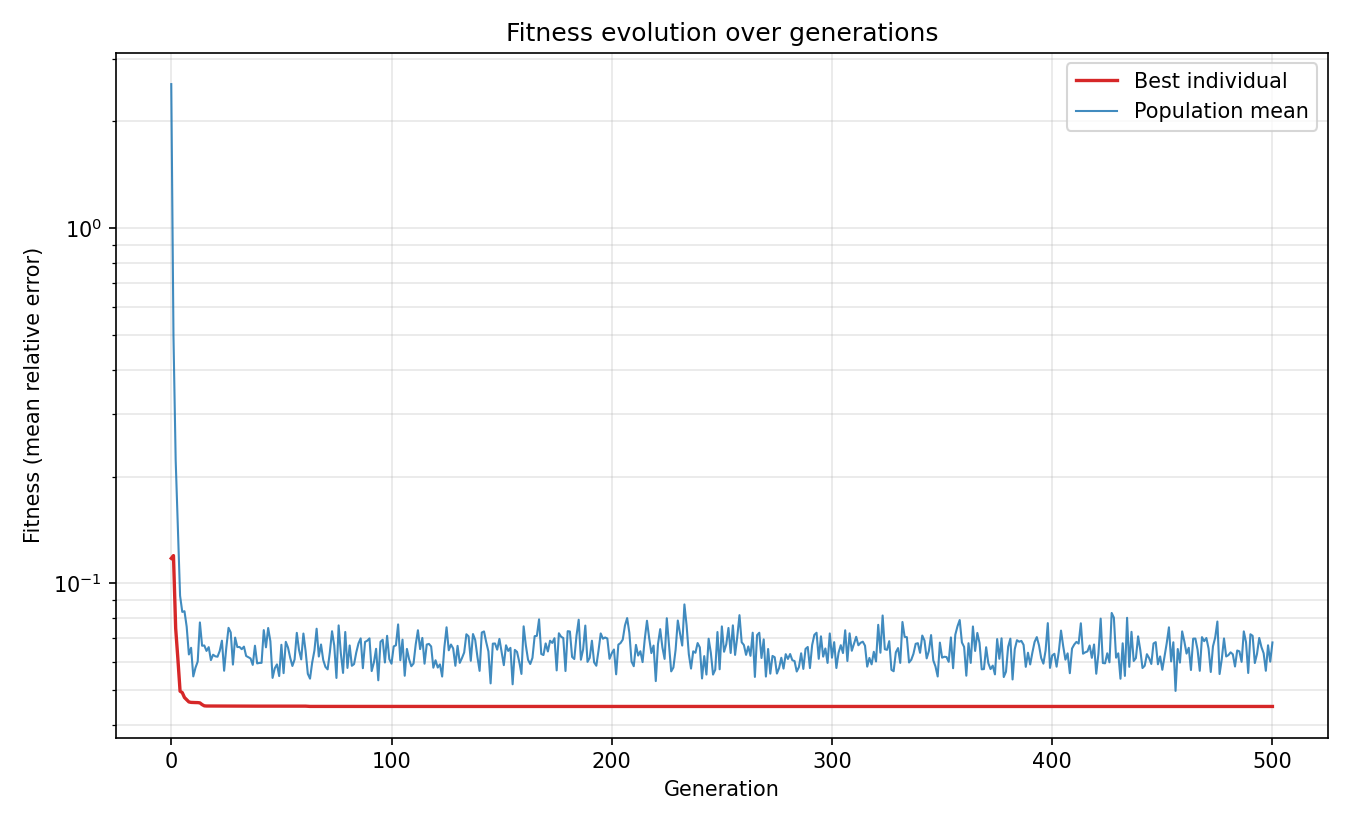 Fitness evolution over generations
Best individual
Population mean
Fitness (mean relative error)
10⁰
10⁻¹
0 100 200 300 400 500
Generation